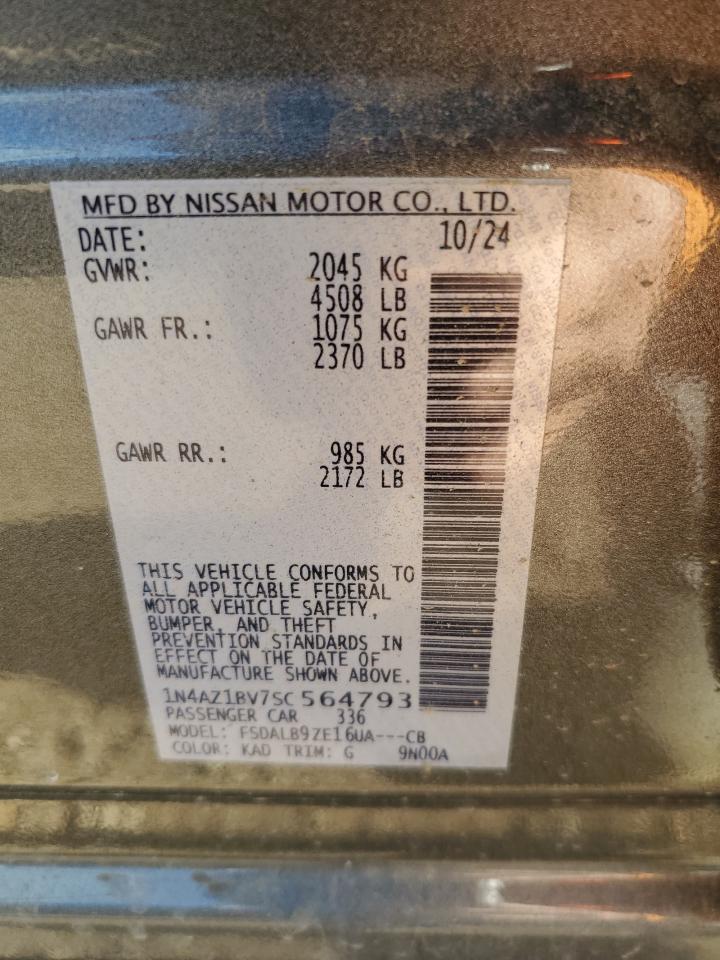 MFD BY NISSAN MOTOR CO., LTD.
DATE: 10/24
GVWR: 2045 KG
4508 LB
GAWR FR.: 1075 KG
2370 LB
GAWR RR.: 985 KG
2172 LB
THIS VEHICLE CONFORMS TO
ALL APPLICABLE FEDERAL
MOTOR VEHICLE SAFETY,
BUMPER, AND THEFT
PREVENTION STANDARDS IN
EFFECT ON THE DATE OF
MANUFACTURE SHOWN ABOVE.
1N4AZ1BV7SC564793
PASSENGER CAR 336
MODEL: FSDALB9ZE16UA---CB
COLOR: KAD TRIM: G 9N00A